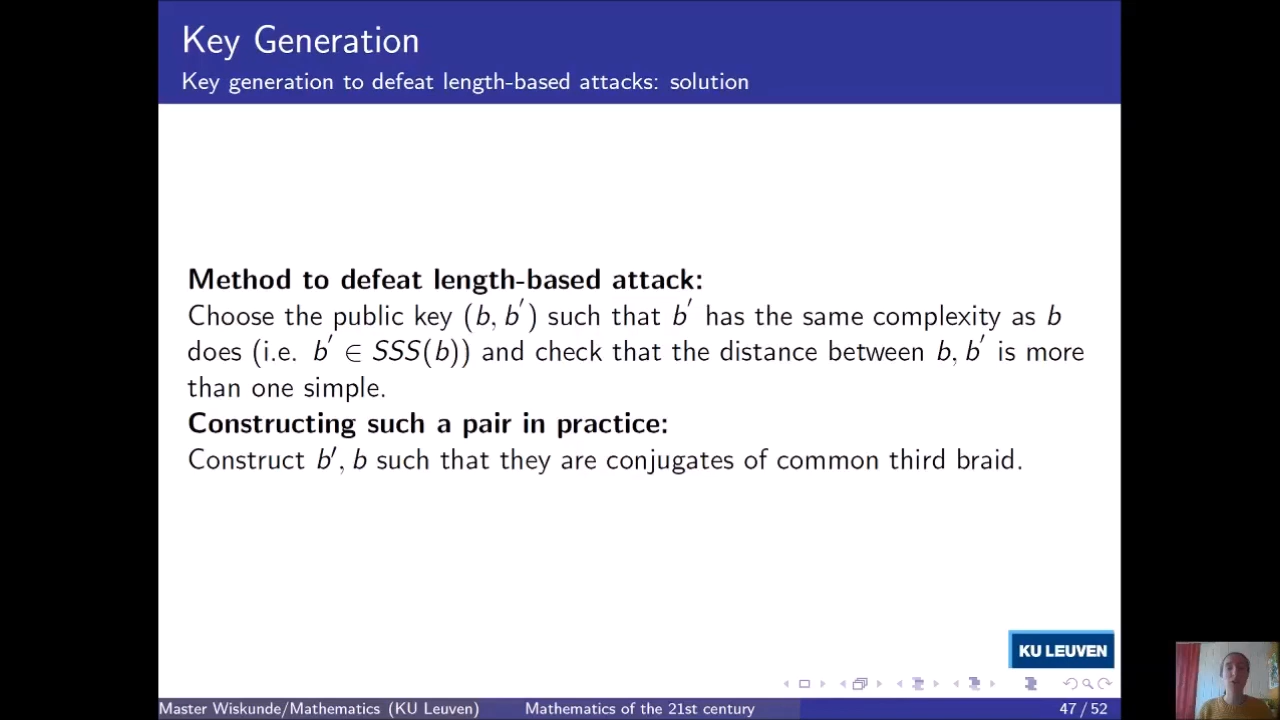 Key Generation
Key generation to defeat length-based attacks: solution
Method to defeat length-based attack:
Choose the public key (b, b′) such that b′ has the same complexity as b
does (i.e. b′ ∈ SSS(b)) and check that the distance between b, b′ is more
than one simple.
Constructing such a pair in practice:
Construct b′, b such that they are conjugates of common third braid.
KU LEUVEN
Master Wiskunde/Mathematics (KU Leuven) Mathematics of the 21st century 47 / 52